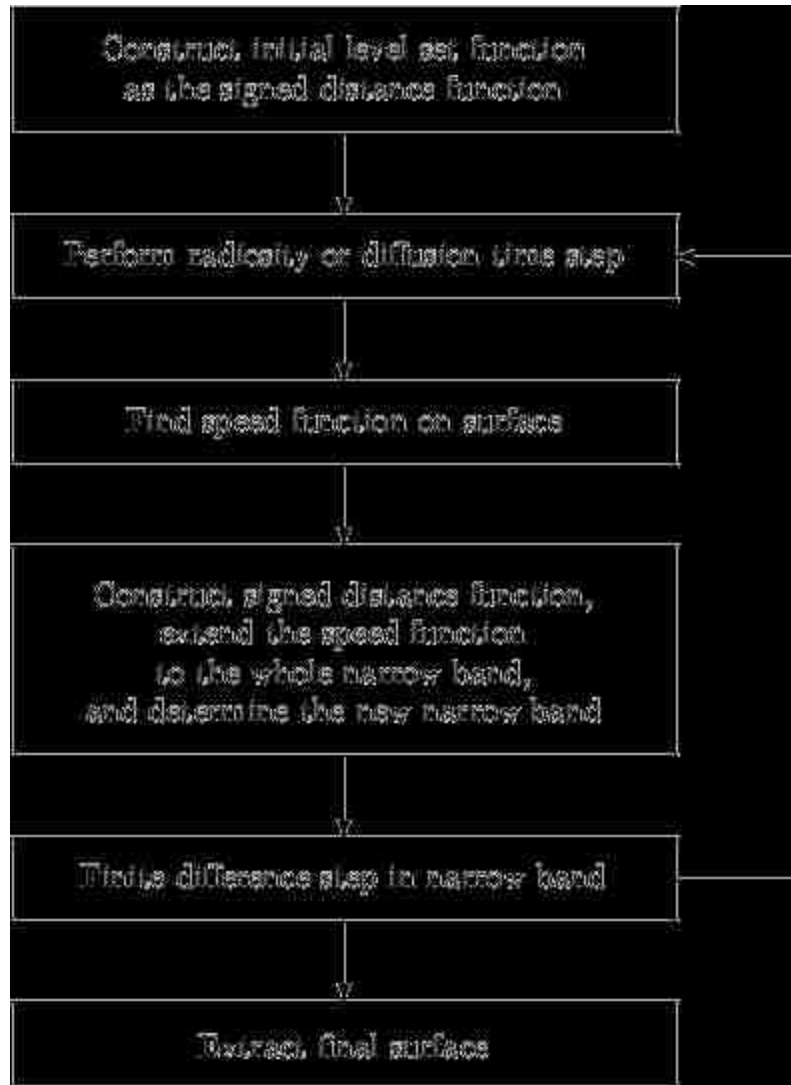 Construct initial level set function
as the signed distance function
Perform radiosity or diffusion time step
Find speed function on surface
Construct signed distance function,
extend the speed function
to the whole narrow band,
and determine the new narrow band
Finite difference step in narrow band
Extract final surface